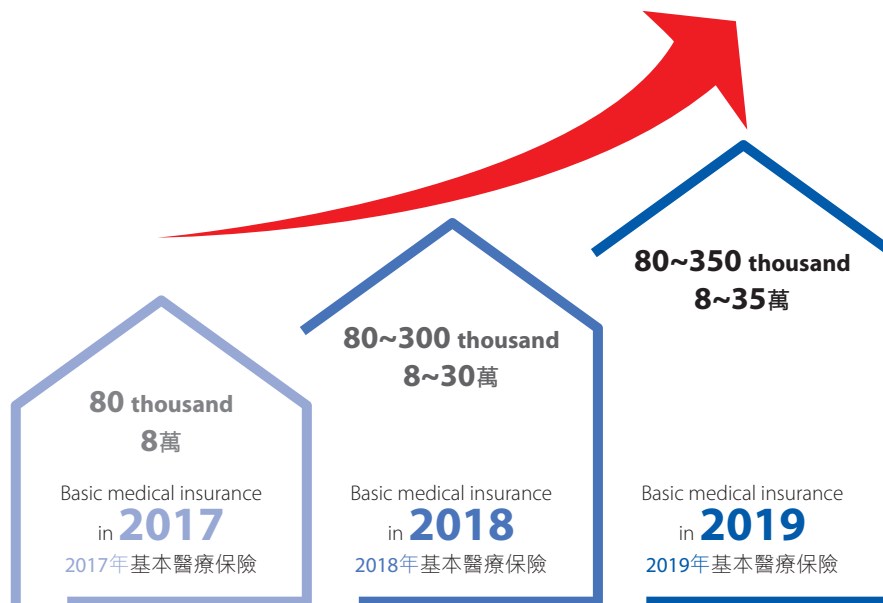 80 thousand
8萬
Basic medical insurance
in 2017
2017年基本醫療保險
80~300 thousand
8~30萬
Basic medical insurance
in 2018
2018年基本醫療保險
80~350 thousand
8~35萬
Basic medical insurance
in 2019
2019年基本醫療保險